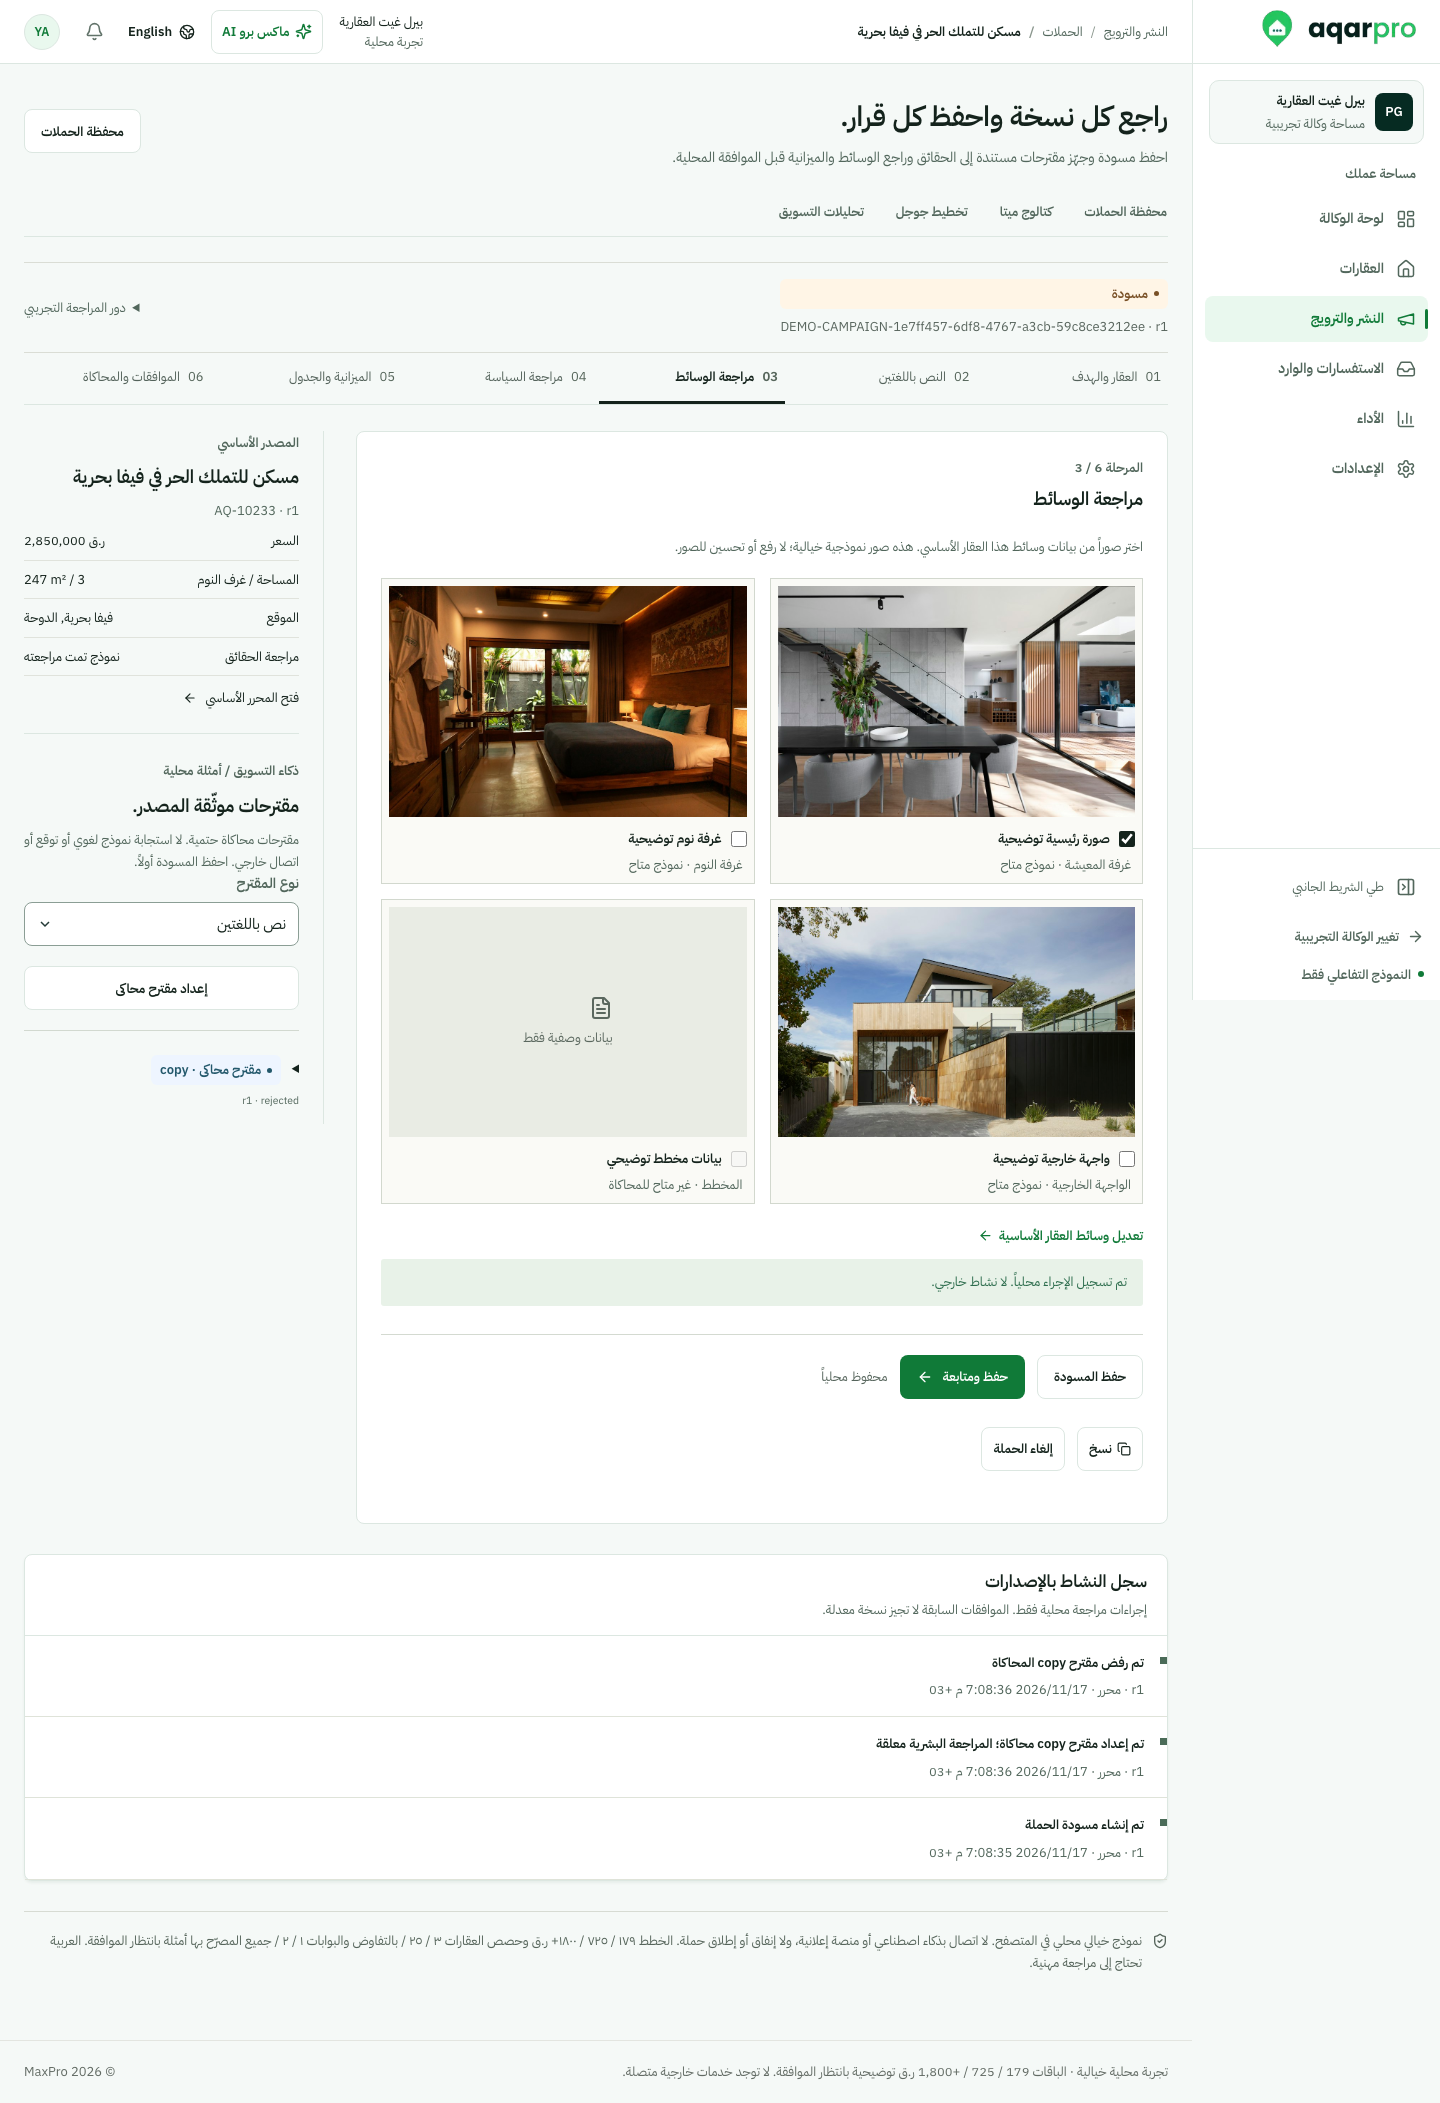 aqarpro
بيرل غيت العقارية
تجربة محلية
ماكس برو AI
English
YA
النشر والترويج / الحملات / مسكن للتملك الحر في فيفا بحرية
PG
بيرل غيت العقارية
مساحة وكالة تجريبية
مساحة عملك
لوحة الوكالة
العقارات
النشر والترويج
الاستفسارات والوارد
الأداء
الإعدادات
طي الشريط الجانبي
تغيير الوكالة التجريبية
النموذج التفاعلي فقط
راجع كل نسخة واحفظ كل قرار.
احفظ مسودة وجهّز مقترحات مستندة إلى الحقائق وراجع الوسائط والميزانية قبل الموافقة المحلية.
محفظة الحملات
محفظة الحملات
كتالوج ميتا
تخطيط جوجل
تحليلات التسويق
مسودة
DEMO-CAMPAIGN-1e7ff457-6df8-4767-a3cb-59c8ce3212ee · r1
دور المراجعة التجريبي
01 العقار والهدف
02 النص باللغتين
03 مراجعة الوسائط
04 مراجعة السياسة
05 الميزانية والجدول
06 الموافقات والمحاكاة
المرحلة 6 / 3
مراجعة الوسائط
اختر صوراً من بيانات وسائط هذا العقار الأساسي. هذه صور نموذجية خيالية؛ لا رفع أو تحسين للصور.
صورة رئيسية توضيحية
غرفة المعيشة · نموذج متاح
غرفة نوم توضيحية
غرفة النوم · نموذج متاح
واجهة خارجية توضيحية
الواجهة الخارجية · نموذج متاح
بيانات وصفية فقط
بيانات مخطط توضيحي
المخطط · غير متاح للمحاكاة
تعديل وسائط العقار الأساسية
تم تسجيل الإجراء محلياً. لا نشاط خارجي.
حفظ المسودة
حفظ ومتابعة
محفوظ محلياً
نسخ
إلغاء الحملة
المصدر الأساسي
مسكن للتملك الحر في فيفا بحرية
AQ-10233 · r1
السعر
2,850,000 ر.ق
المساحة / غرف النوم
247 m² / 3
الموقع
فيفا بحرية, الدوحة
مراجعة الحقائق
نموذج تمت مراجعته
فتح المحرر الأساسي
ذكاء التسويق / أمثلة محلية
مقترحات موثّقة المصدر.
مقترحات محاكاة حتمية. لا استجابة نموذج لغوي أو توقع أو
اتصال خارجي. احفظ المسودة أولاً.
نوع المقترح
نص باللغتين
إعداد مقترح محاكى
مقترح محاكى · copy
r1 · rejected
سجل النشاط بالإصدارات
إجراءات مراجعة محلية فقط. الموافقات السابقة لا تجيز نسخة معدلة.
تم رفض مقترح copy المحاكاة
r1 · محرر · 2026/11/17 7:08:36 م +03
تم إعداد مقترح copy محاكاة؛ المراجعة البشرية معلقة
r1 · محرر · 2026/11/17 7:08:36 م +03
تم إنشاء مسودة الحملة
r1 · محرر · 2026/11/17 7:08:35 م +03
نموذج خيالي محلي في المتصفح. لا اتصال بذكاء اصطناعي أو منصة إعلانية، ولا إنفاق أو إطلاق حملة. الخطط ١٧٩ / ٧٢٥ / ١٨٠٠+ ر.ق وحصص العقارات ٣ / ٢٥ / بالتفاوض والبوابات ١ / ٢ / جميع المصرّح بها أمثلة بانتظار الموافقة. العربية
تحتاج إلى مراجعة مهنية.
تجربة محلية خيالية · الباقات 179 / 725 / +1,800 ر.ق توضيحية بانتظار الموافقة. لا توجد خدمات خارجية متصلة.
© 2026 MaxPro